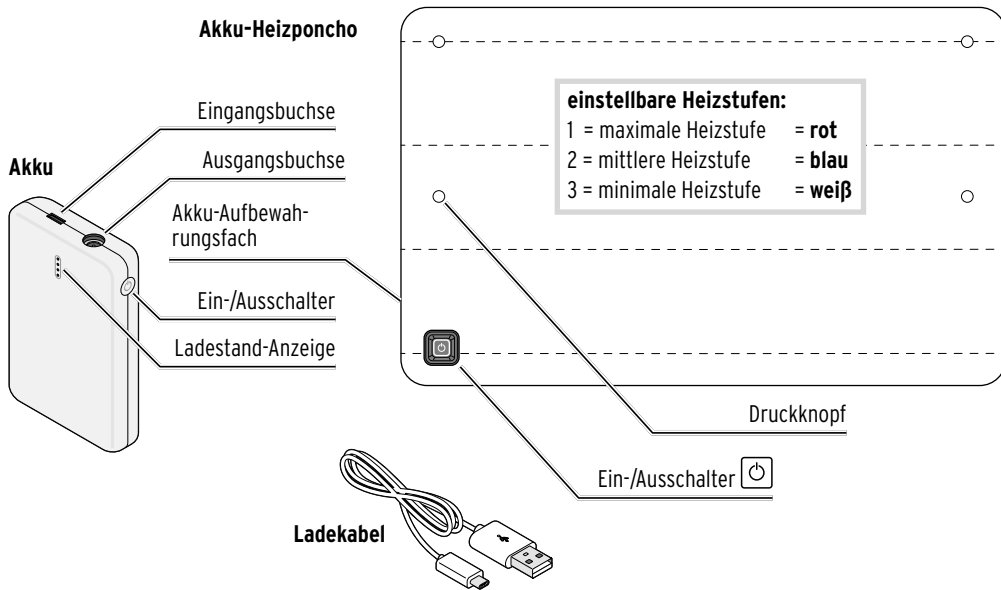 Akku-Heizponcho
einstellbare Heizstufen:
1 = maximale Heizstufe = rot
2 = mittlere Heizstufe = blau
3 = minimale Heizstufe = weiß
Eingangsbuchse
Akku
Ausgangsbuchse
Akku-Aufbewah-
rungsfach
Ein-/Ausschalter
Ladestand-Anzeige
Druckknopf
Ein-/Ausschalter
Ladekabel